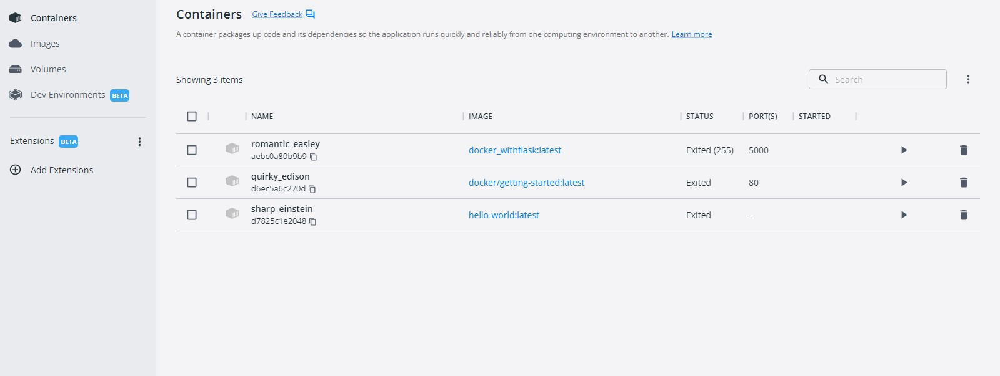 Containers
Images
Volumes
Dev Environments BETA
Extensions BETA
Add Extensions
Containers Give Feedback
A container packages up code and its dependencies so the application runs quickly and reliably from one computing environment to another. Learn more
Showing 3 items
Search
NAME IMAGE STATUS PORT(S) STARTED
romantic_easley
aebc0a80b9b9 docker_withflask:latest Exited (255) 5000
quirky_edison
d6ec5a6c270d docker/getting-started:latest Exited 80
sharp_einstein
d7825c1e2048 hello-world:latest Exited -